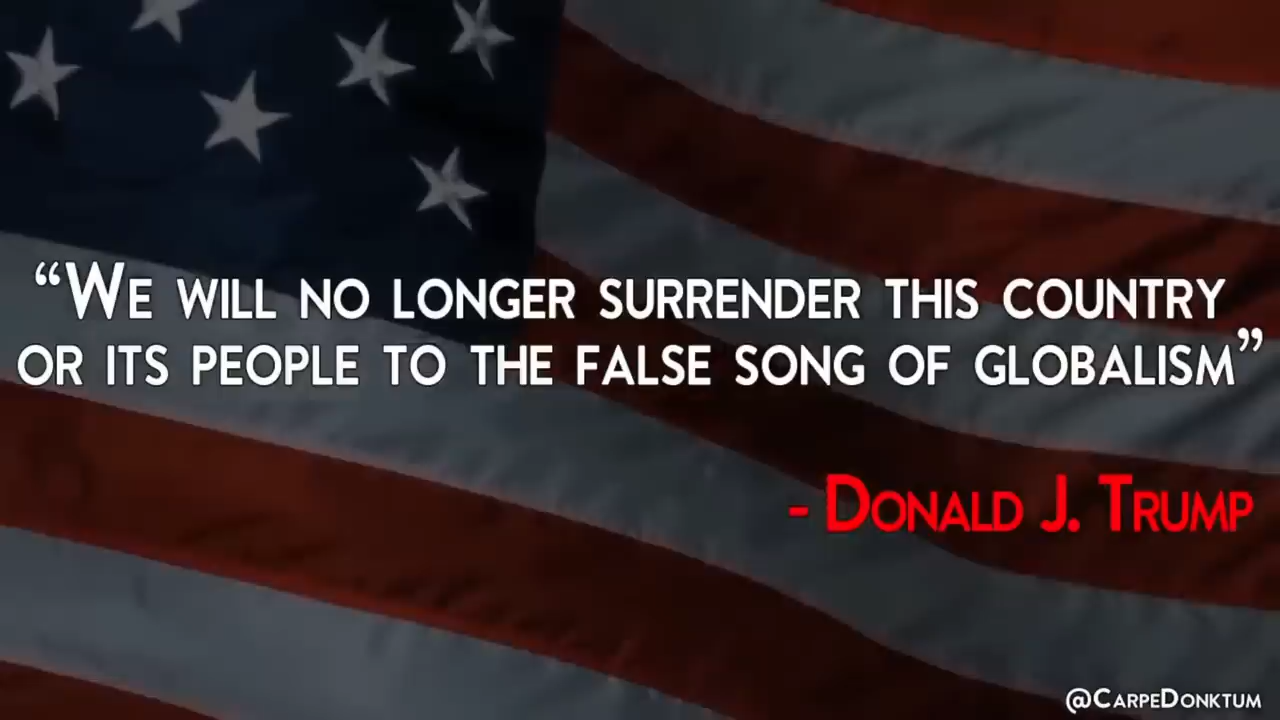 “We will no longer surrender this country
or its people to the false song of globalism”
- Donald J. Trump
@CarpeDonktum